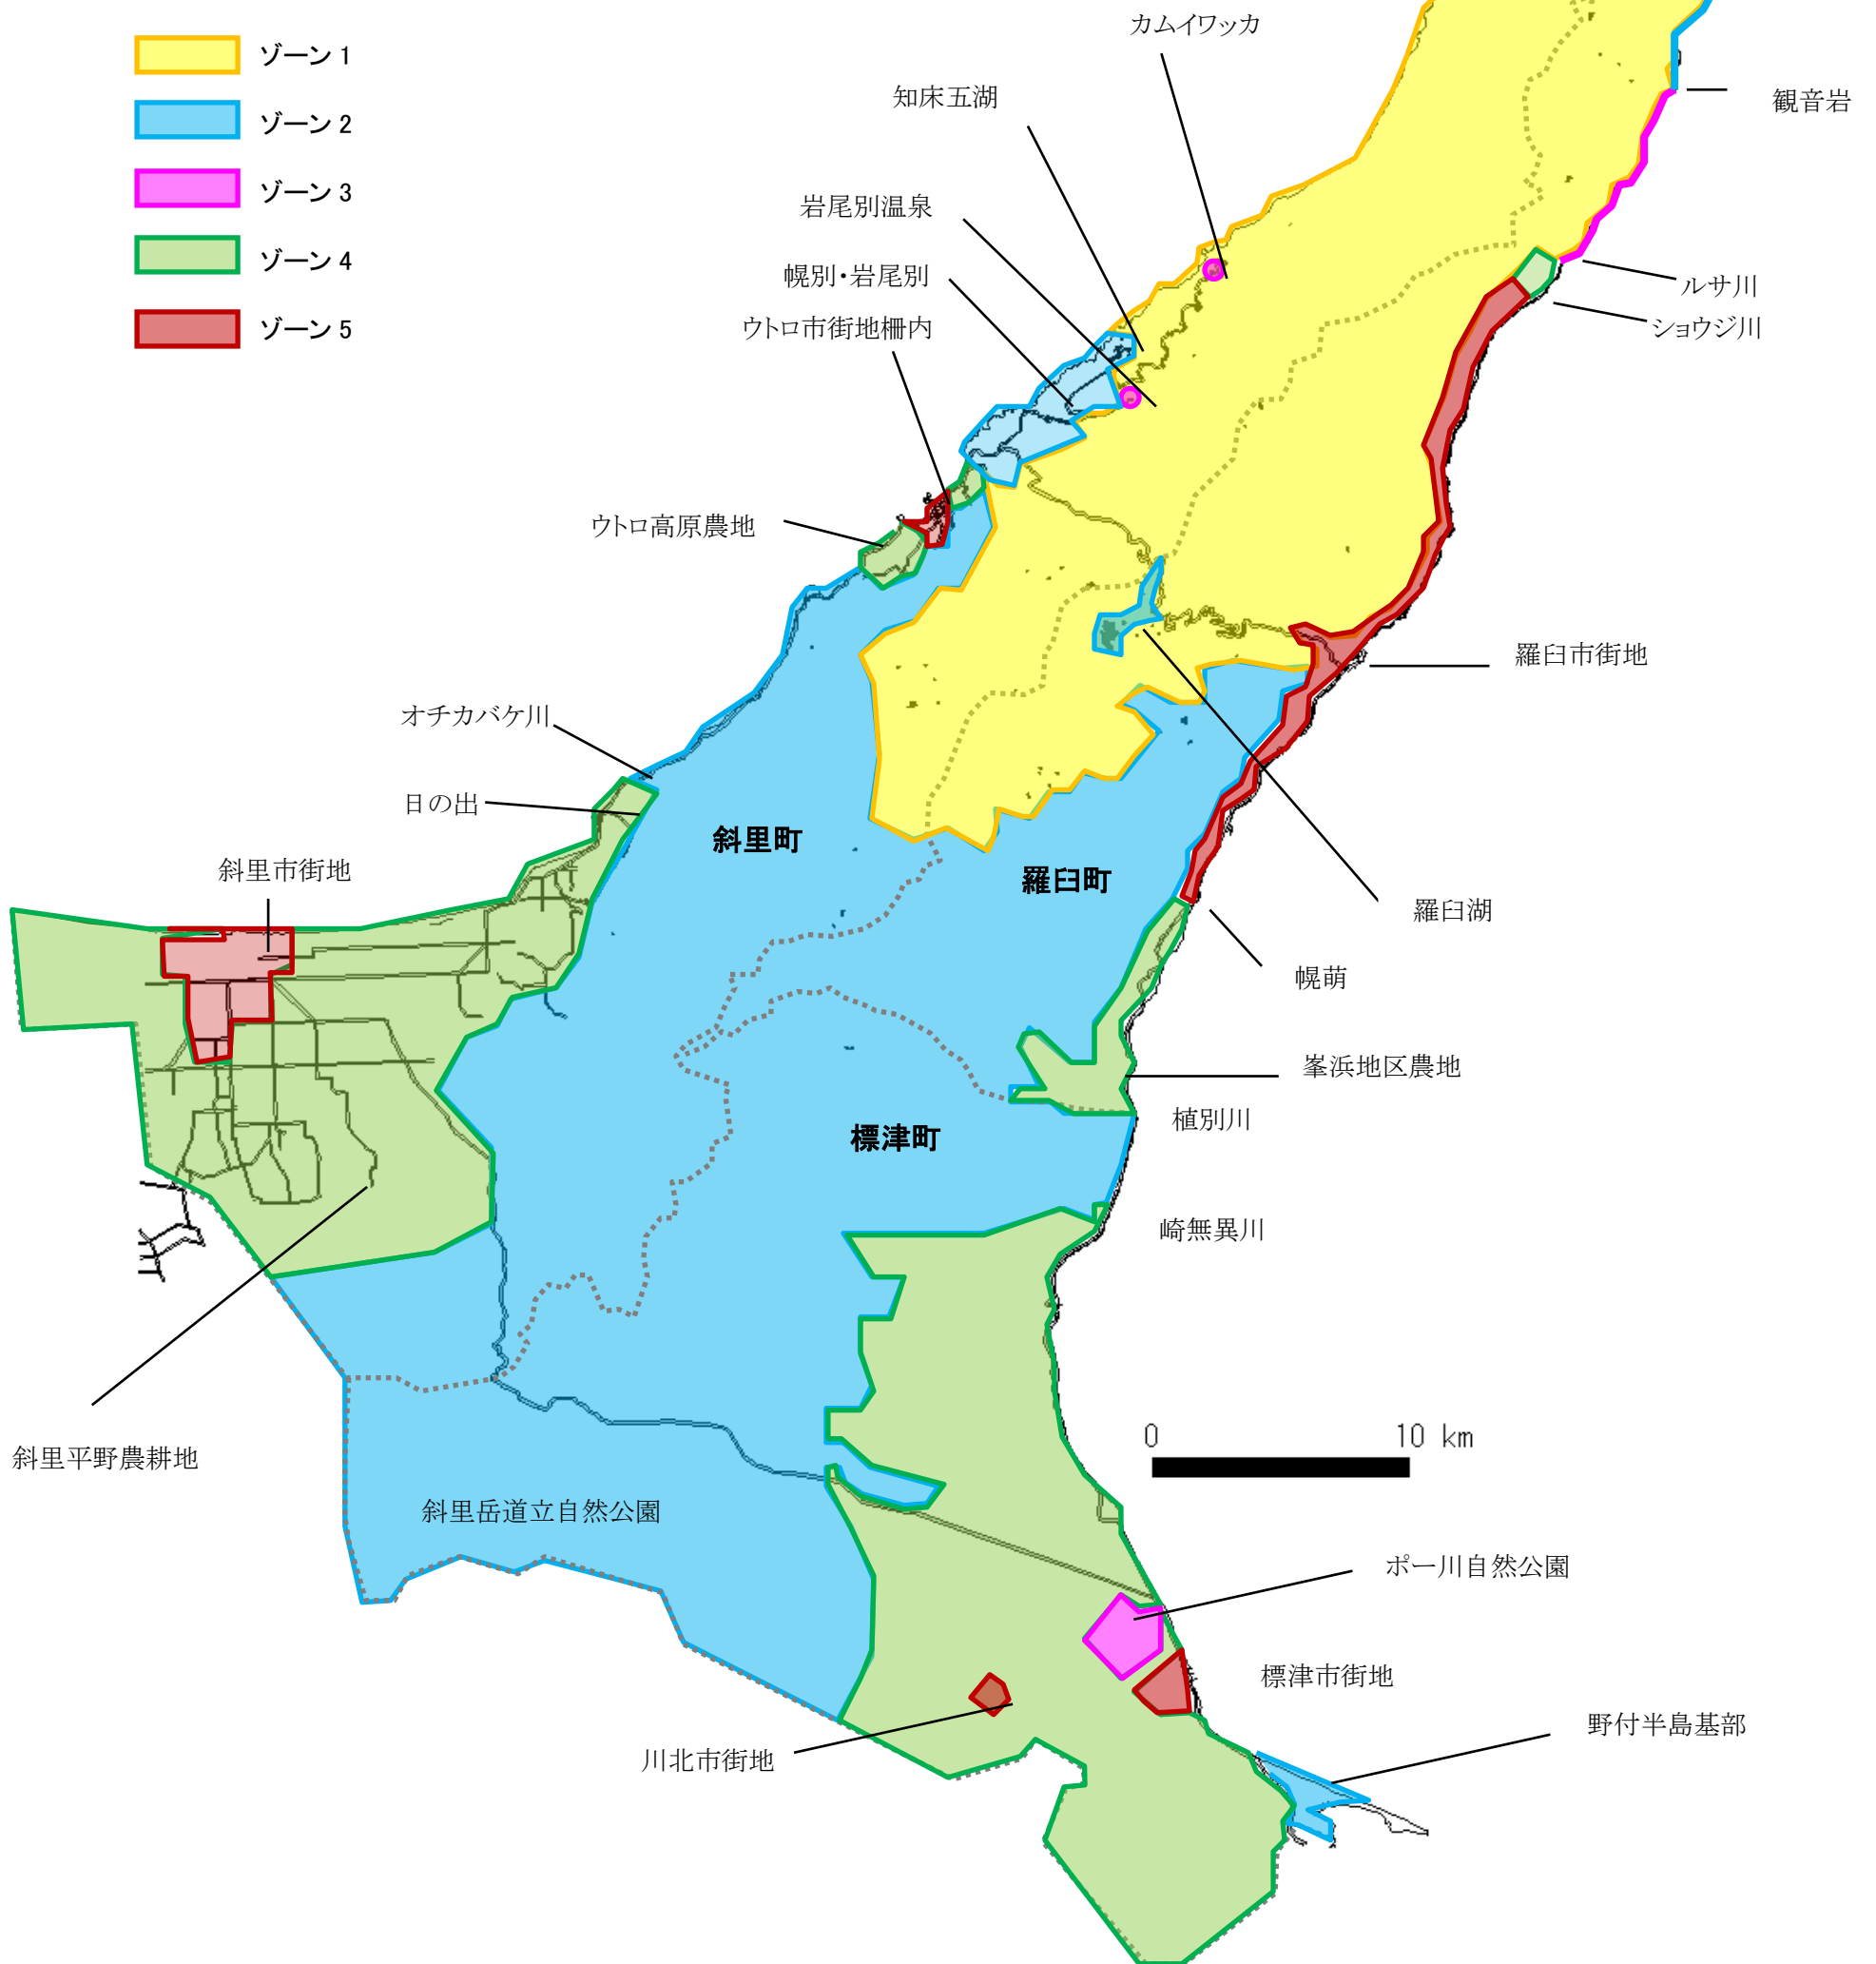 カムイワッカ
ゾーン 1
知床五湖
観音岩
ゾーン 2
ゾーン 3
岩尾別温泉
ゾーン 4
幌別・岩尾別
ルサ川
ゾーン 5
ウトロ市街地柵内
ショウジ川
ウトロ高原農地
羅臼市街地
オチカバケ川
日の出
斜里町
斜里市街地
羅臼町
羅臼湖
幌萌
峯浜地区農地
植別川
標津町
崎無異川
0 10 km
斜里平野農耕地
斜里岳道立自然公園
ポー川自然公園
標津市街地
野付半島基部
川北市街地